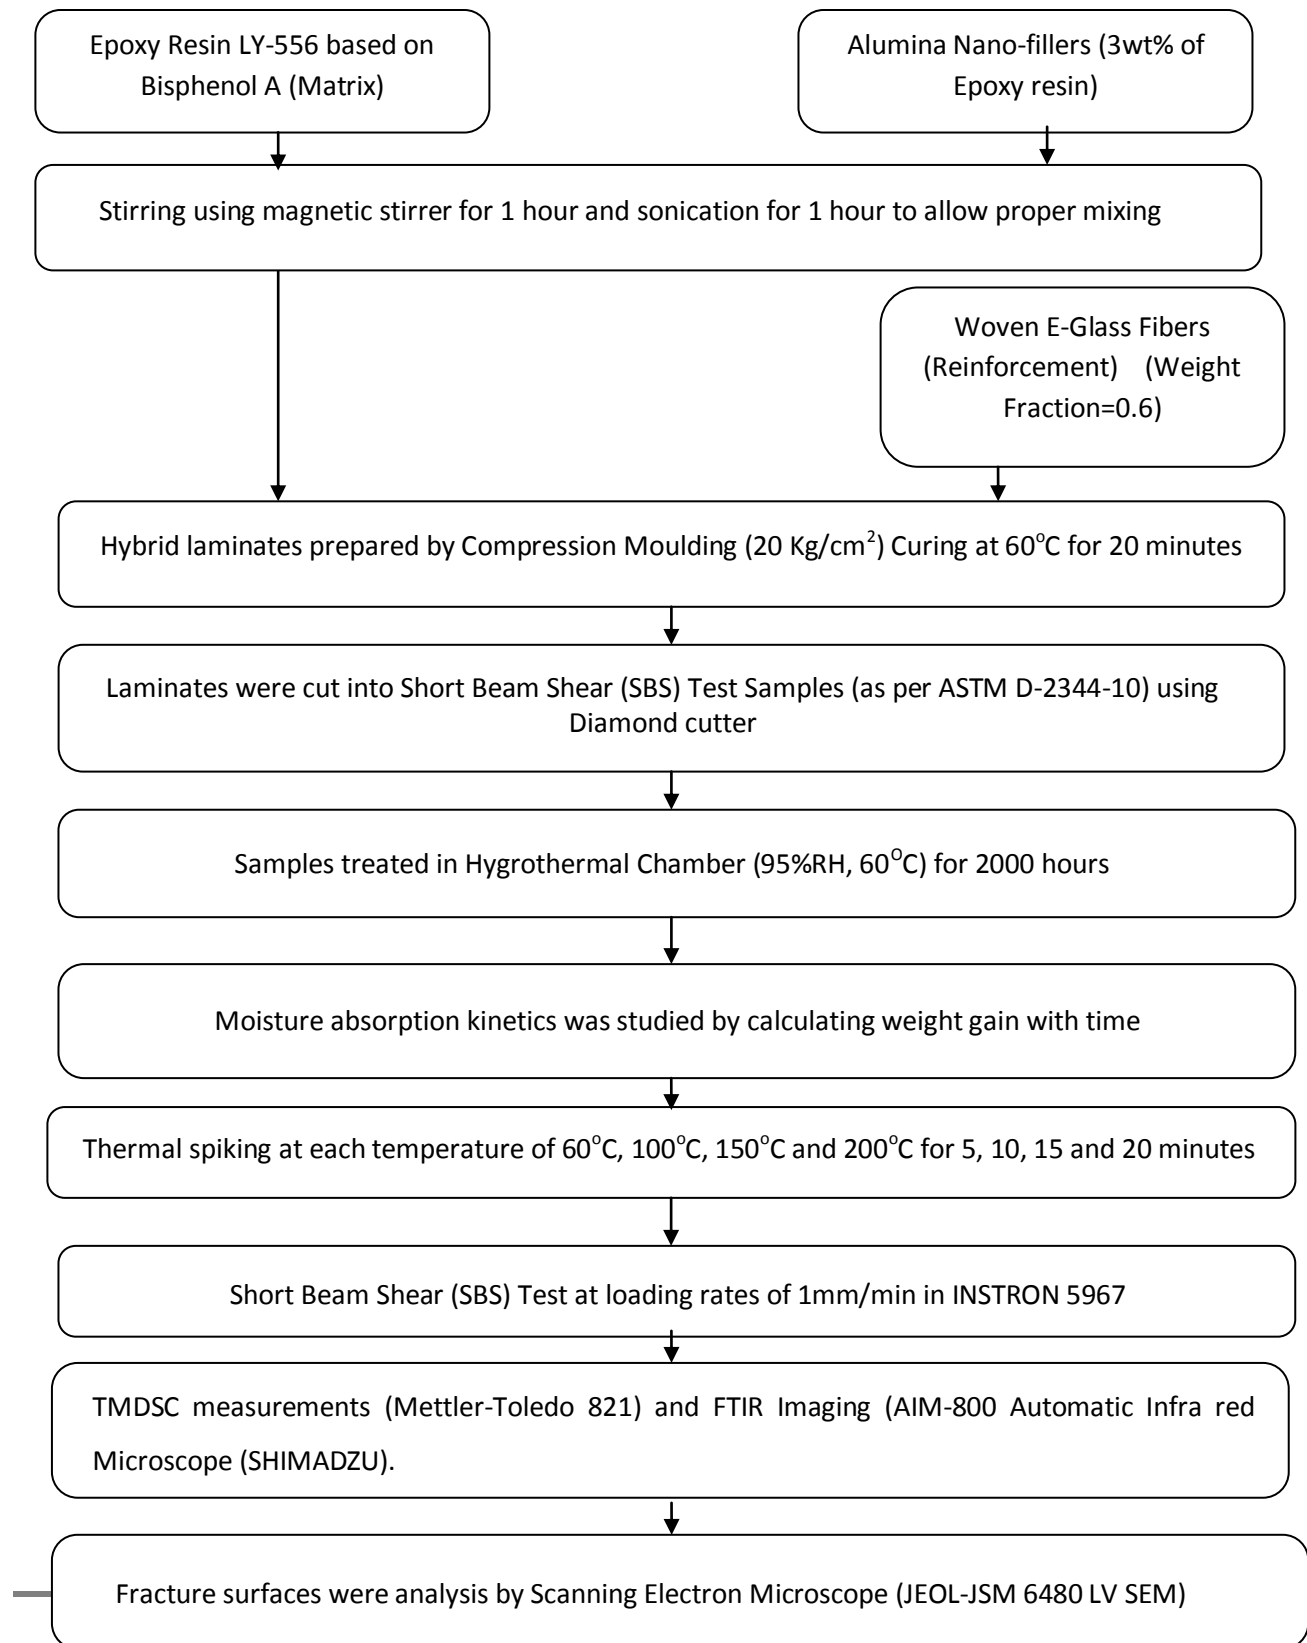 Epoxy Resin LY-556 based on
Bisphenol A (Matrix)
Alumina Nano-fillers (3wt% of
Epoxy resin)
Stirring using magnetic stirrer for 1 hour and sonication for 1 hour to allow proper mixing
Woven E-Glass Fibers
(Reinforcement) (Weight
Fraction=0.6)
Hybrid laminates prepared by Compression Moulding (20 Kg/cm²) Curing at 60°C for 20 minutes
Laminates were cut into Short Beam Shear (SBS) Test Samples (as per ASTM D-2344-10) using
Diamond cutter
Samples treated in Hygrothermal Chamber (95%RH, 60°C) for 2000 hours
Moisture absorption kinetics was studied by calculating weight gain with time
Thermal spiking at each temperature of 60°C, 100°C, 150°C and 200°C for 5, 10, 15 and 20 minutes
Short Beam Shear (SBS) Test at loading rates of 1mm/min in INSTRON 5967
TMDSC measurements (Mettler-Toledo 821) and FTIR Imaging (AIM-800 Automatic Infra red
Microscope (SHIMADZU).
Fracture surfaces were analysis by Scanning Electron Microscope (JEOL-JSM 6480 LV SEM)